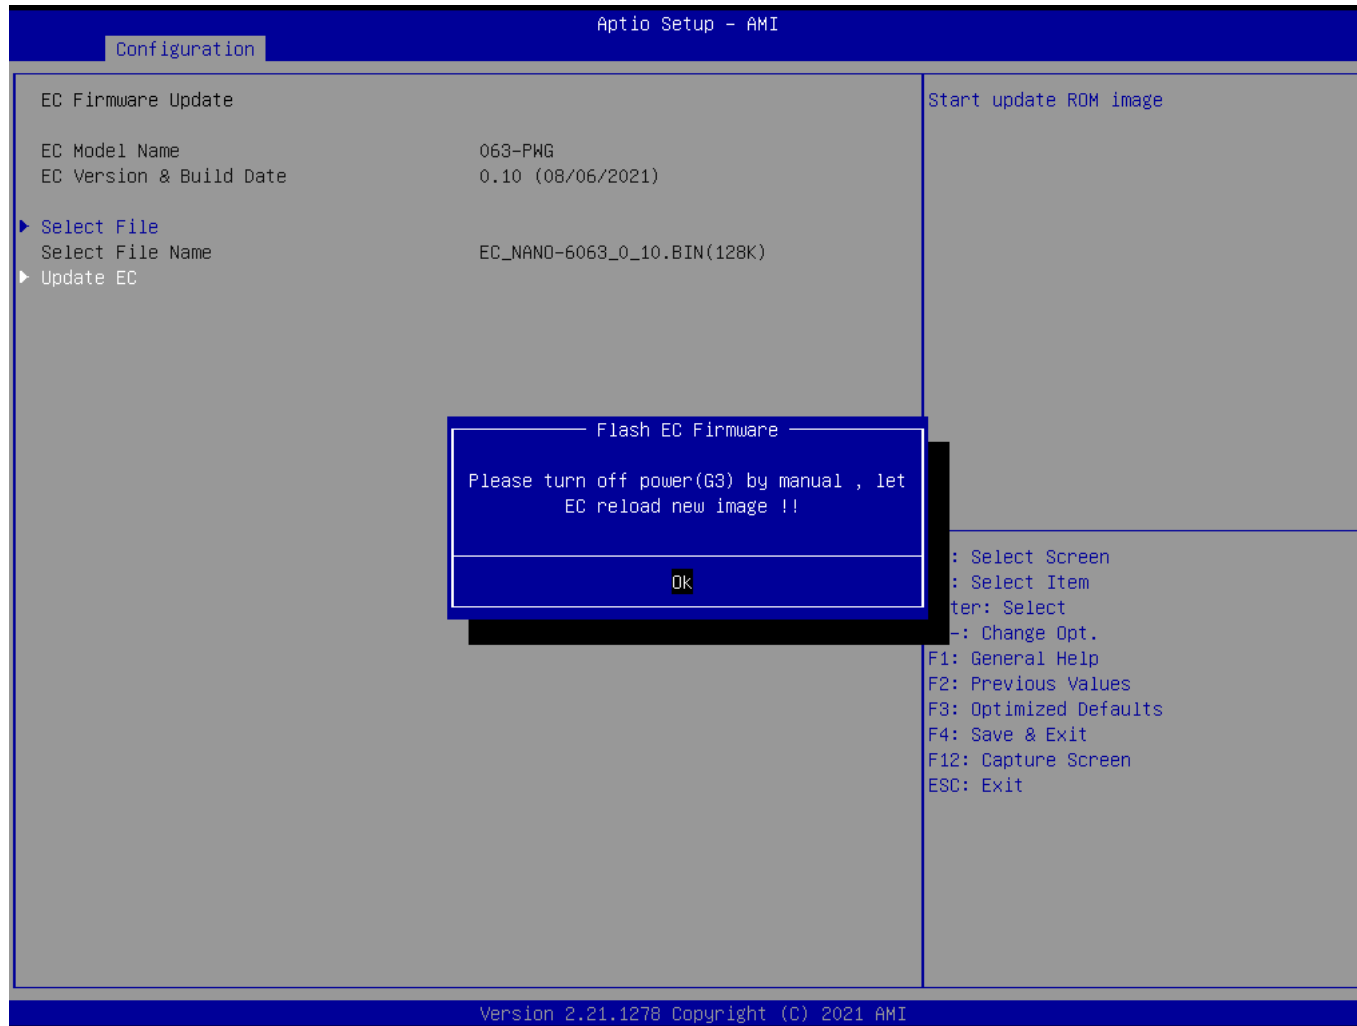 Aptio Setup – AMI
Configuration
EC Firmware Update
Start update ROM image
EC Model Name 063-PWG
EC Version & Build Date 0.10 (08/06/2021)
Select File
Select File Name EC_NANO-6063_0_10.BIN(128K)
Update EC
Flash EC Firmware
Please turn off power(G3) by manual , let
EC reload new image !!
Ok
: Select Screen
: Select Item
ter: Select
-: Change Opt.
F1: General Help
F2: Previous Values
F3: Optimized Defaults
F4: Save & Exit
F12: Capture Screen
ESC: Exit
Version 2.21.1278 Copyright (C) 2021 AMI